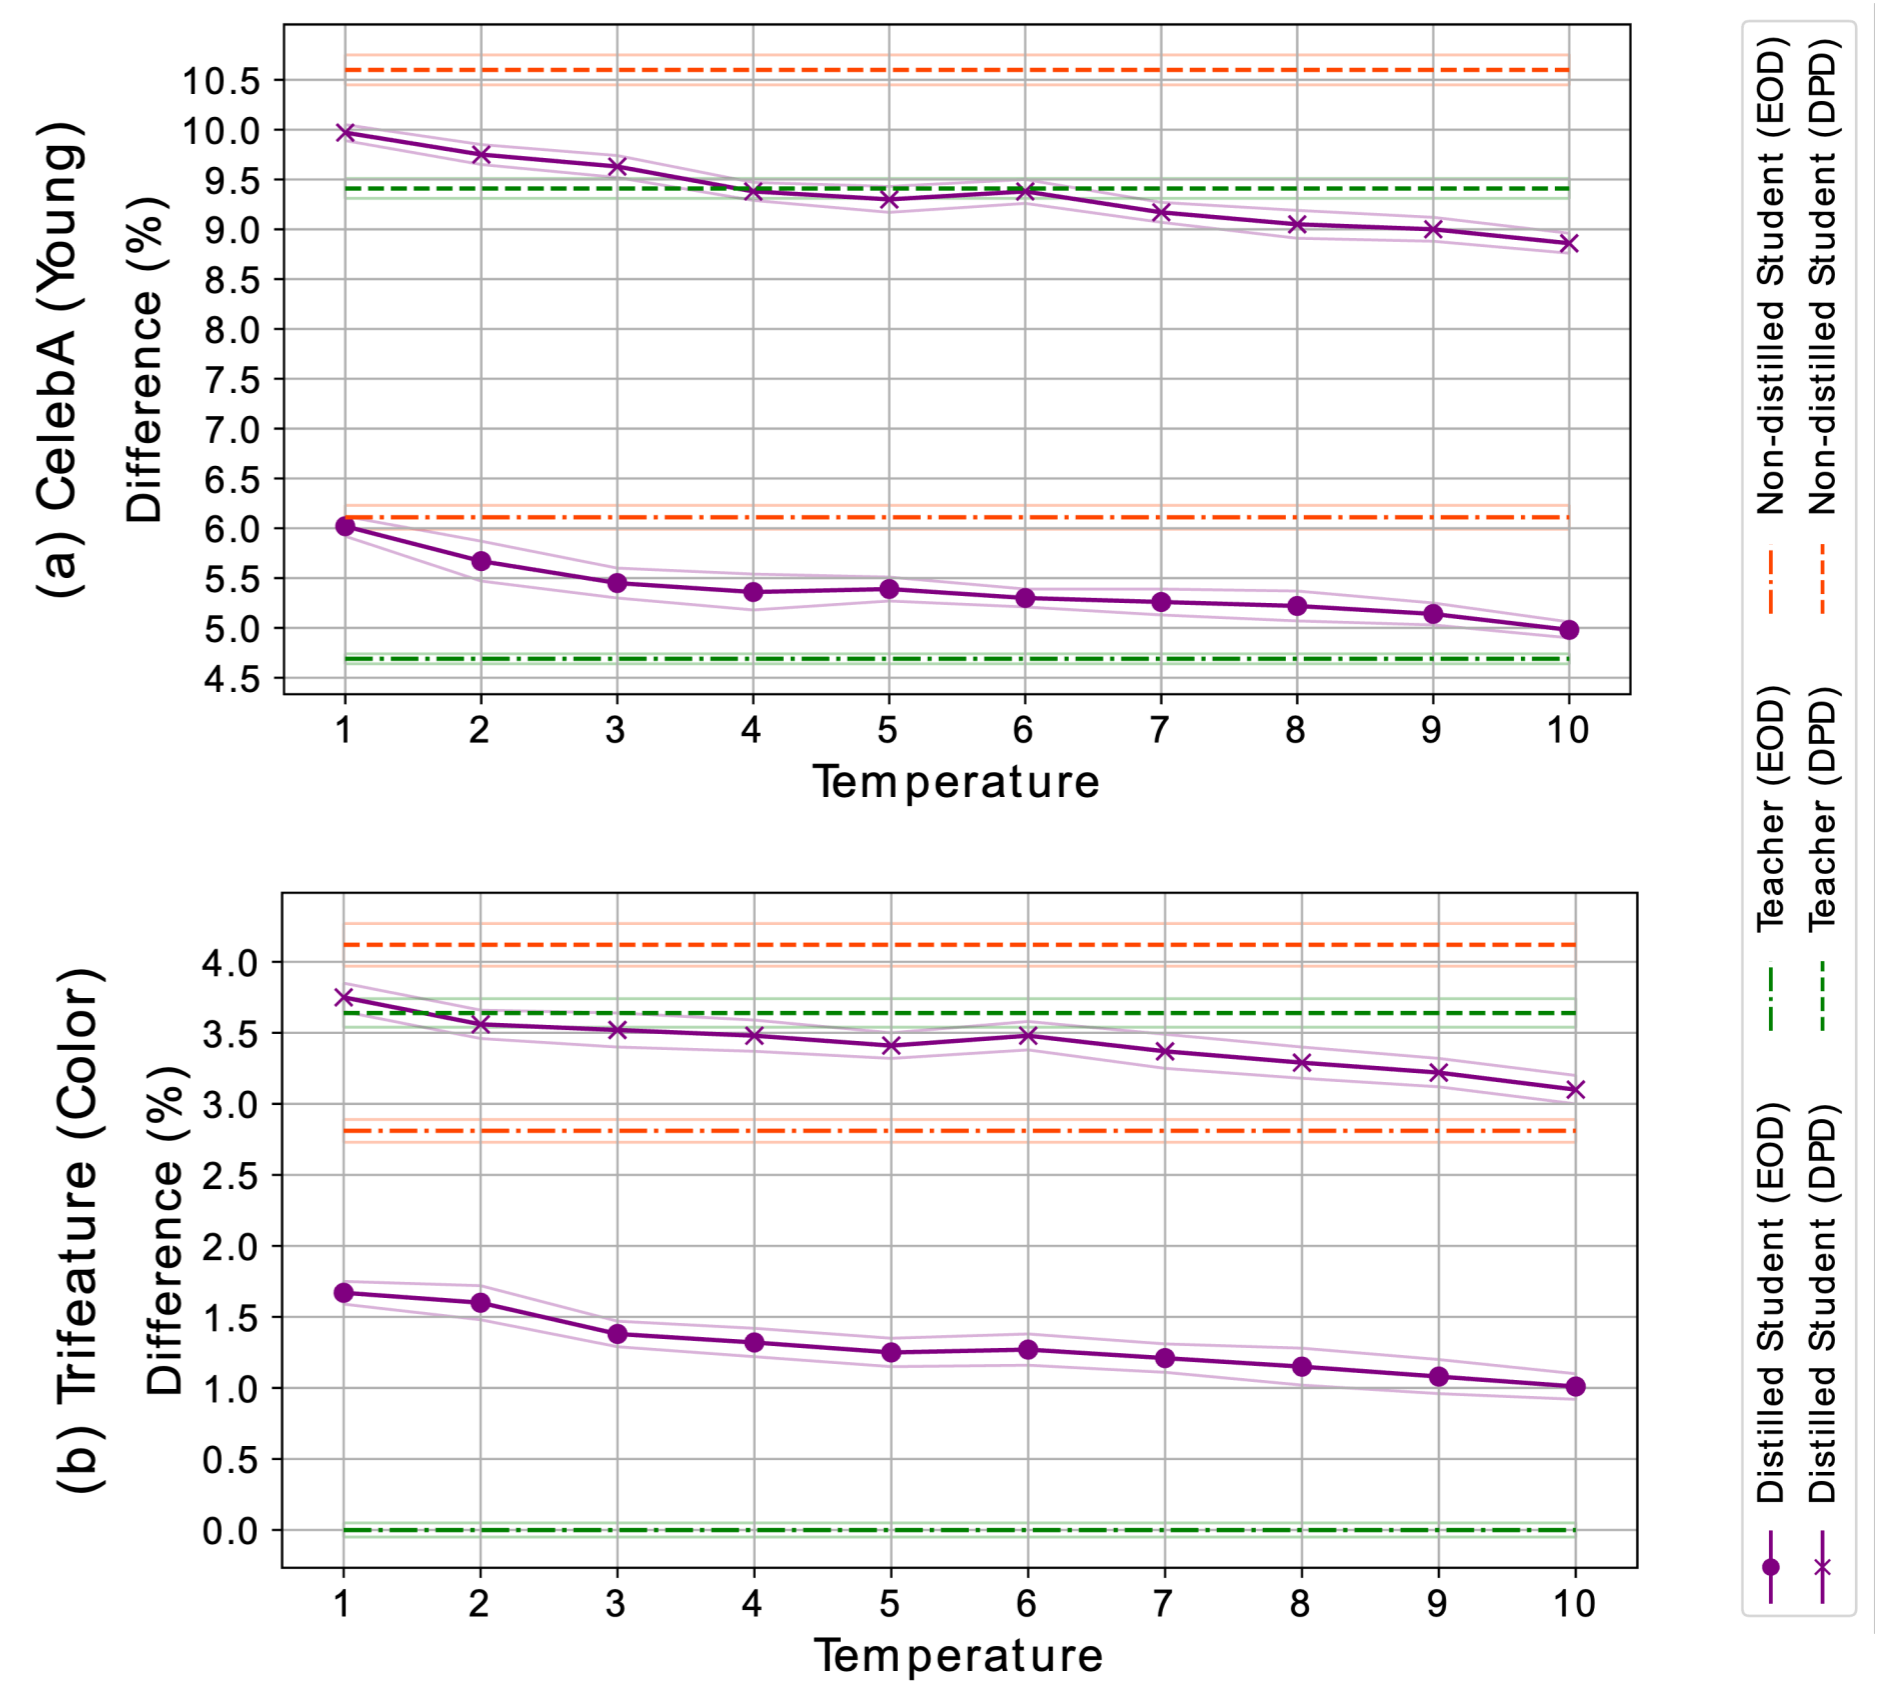 (a) CelebA (Young)
Difference (%)
10.5
10.0
9.5
9.0
8.5
8.0
7.5
7.0
6.5
6.0
5.5
5.0
4.5
1 2 3 4 5 6 7 8 9 10
Temperature
(b) Trifeature (Color)
Difference (%)
4.0
3.5
3.0
2.5
2.0
1.5
1.0
0.5
0.0
1 2 3 4 5 6 7 8 9 10
Temperature
Distilled Student (EOD)
Distilled Student (DPD)
Teacher (EOD)
Teacher (DPD)
Non-distilled Student (EOD)
Non-distilled Student (DPD)